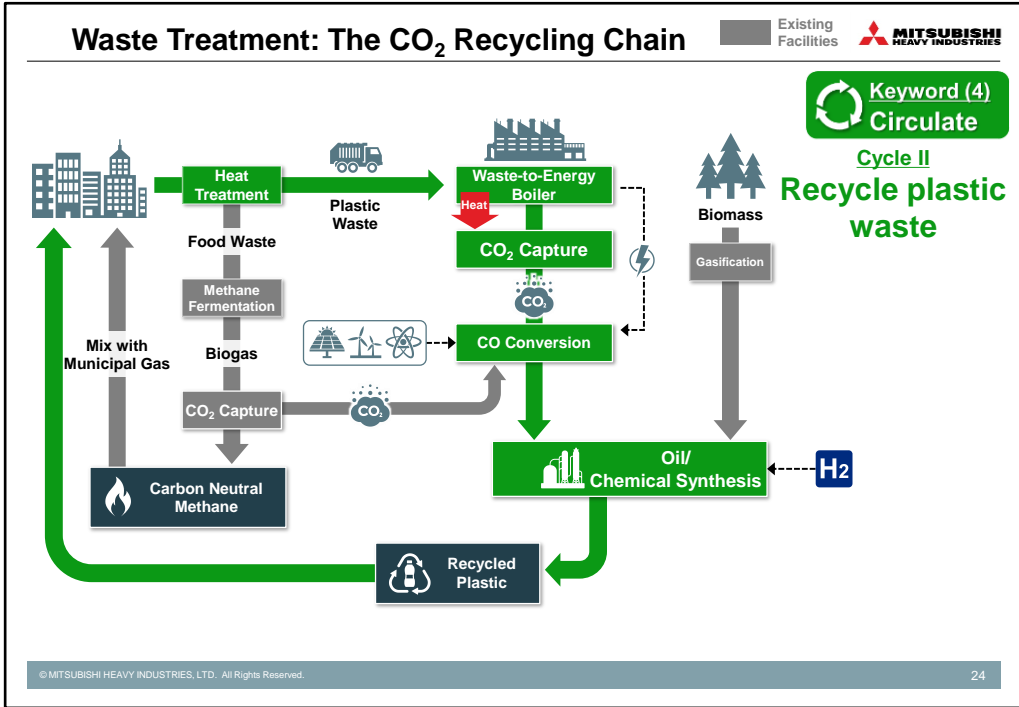 Waste Treatment: The CO₂ Recycling Chain
Existing
Facilities
MITSUBISHI
HEAVY INDUSTRIES
Keyword (4)
Circulate
Cycle II
Recycle plastic
waste
Heat
Treatment
Plastic
Waste
Waste-to-Energy
Boiler
Heat
CO₂ Capture
CO₂
CO Conversion
Biomass
Gasification
Food Waste
Methane
Fermentation
Biogas
Mix with
Municipal Gas
CO₂ Capture
CO₂
Carbon Neutral
Methane
Oil/
Chemical Synthesis
H2
Recycled
Plastic
© MITSUBISHI HEAVY INDUSTRIES, LTD. All Rights Reserved.
24